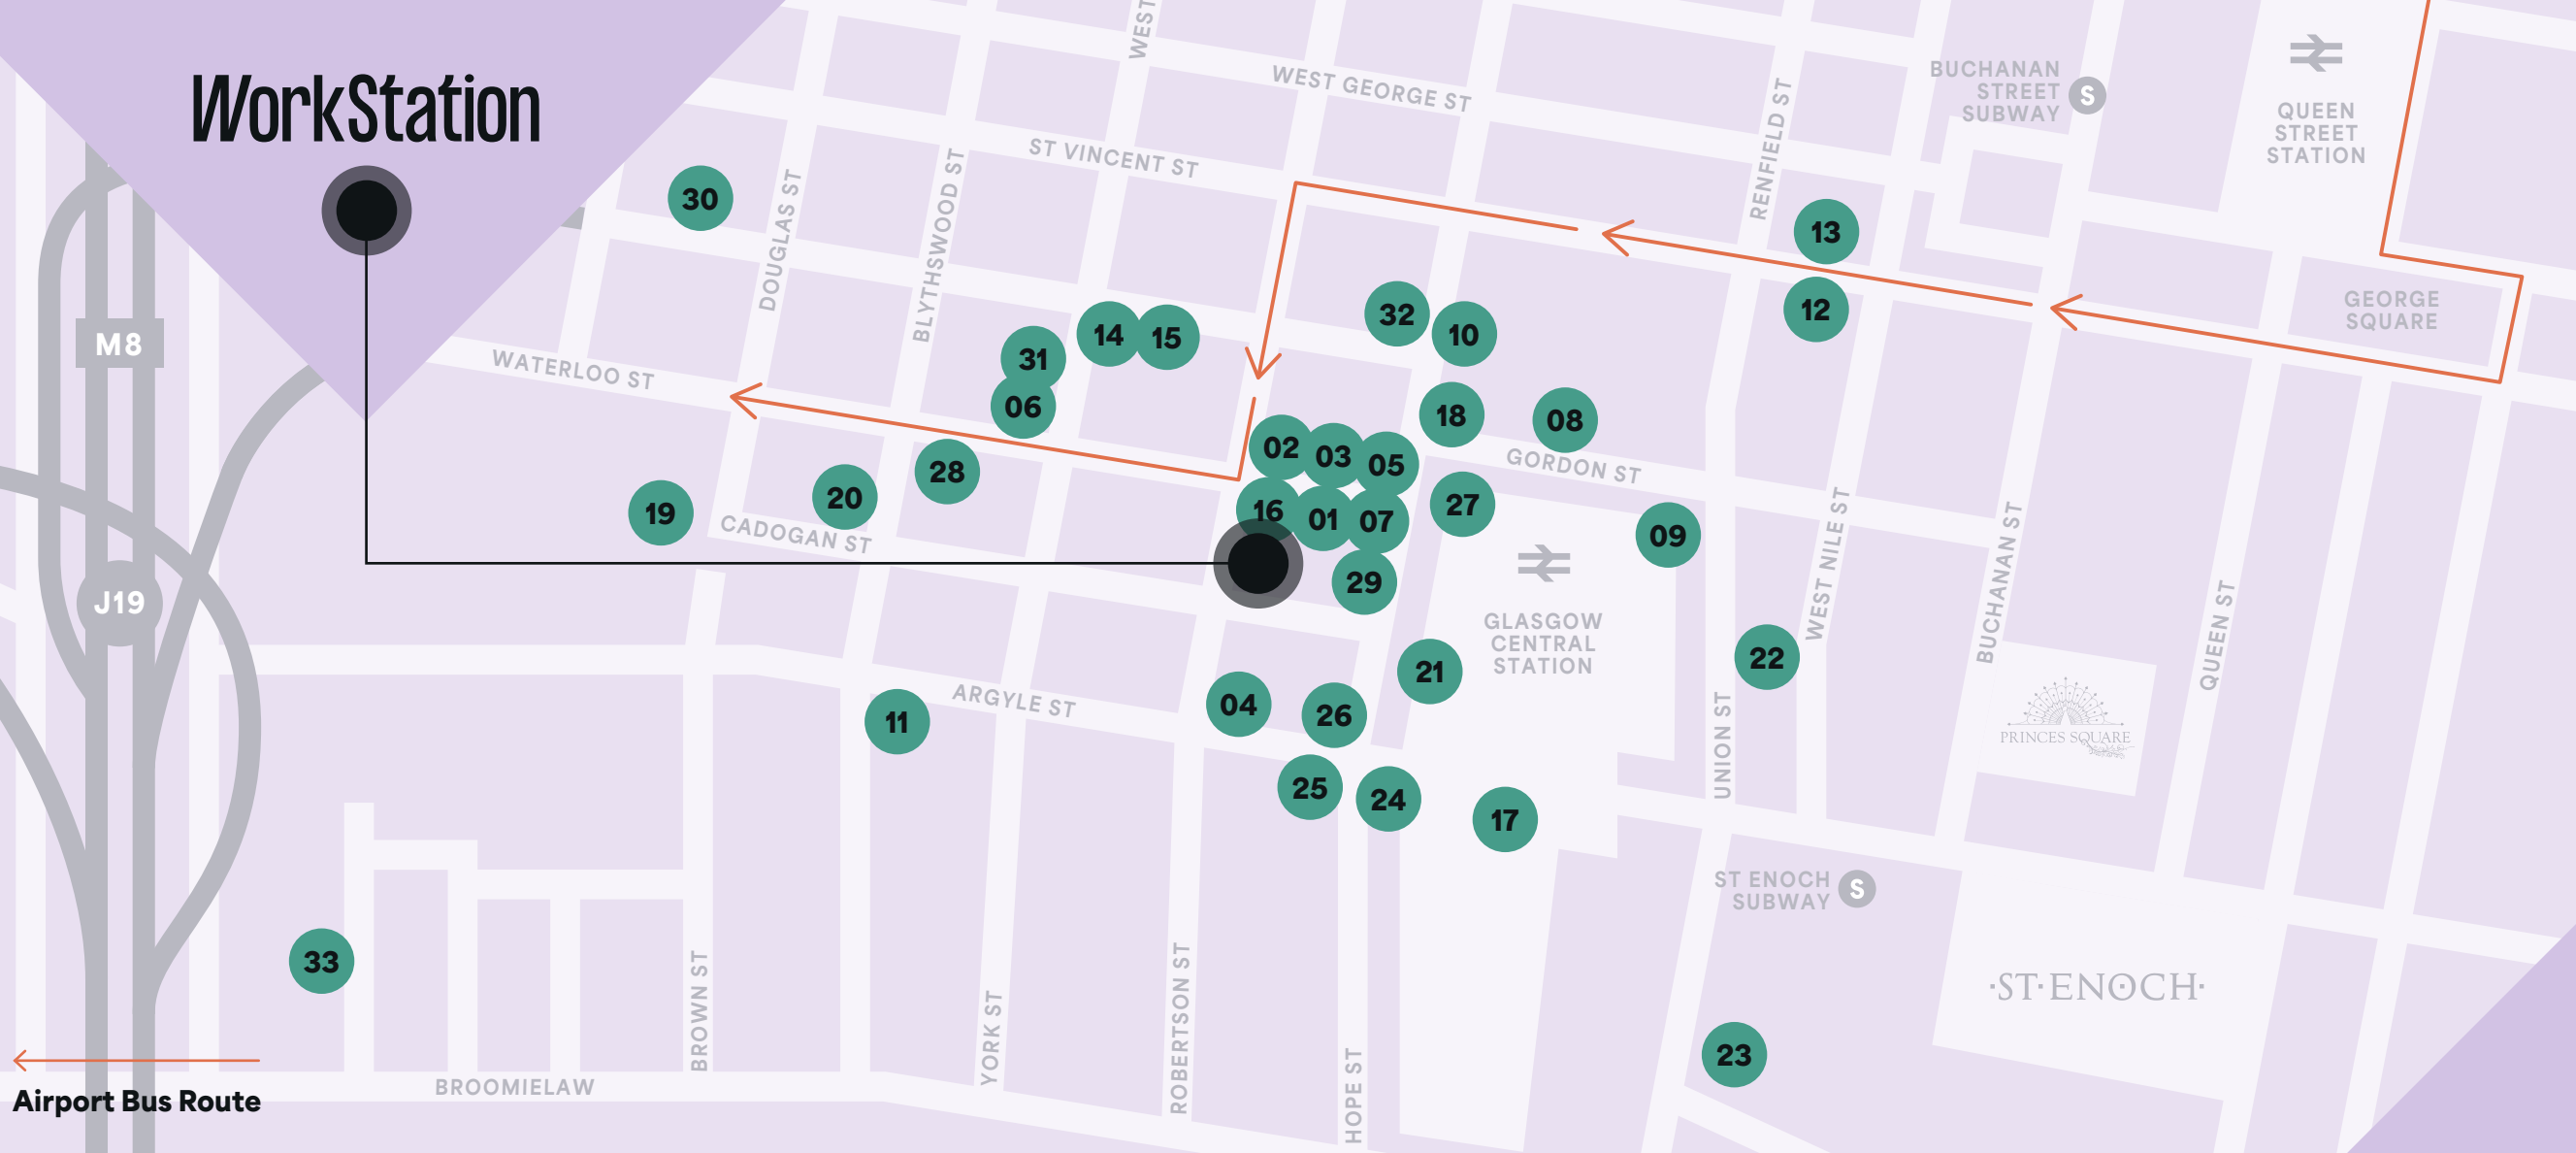 WorkStation
WEST
WEST GEORGE ST
ST VINCENT ST
RENFIELD ST
BUCHANAN
STREET
SUBWAY
S
QUEEN
STREET
STATION
30
DOUGLAS ST
BLYTHSWOOD ST
13
12
GEORGE
SQUARE
M8
WATERLOO ST
14
15
31
06
32
10
18
08
GORDON ST
02
03
05
28
20
19
CADOGAN ST
16
01
07
27
09
29
WEST NILE ST
BUCHANAN ST
QUEEN ST
J19
GLASGOW
CENTRAL
STATION
21
22
ARGYLE ST
11
04
26
UNION ST
PRINCES SQUARE
25
24
17
ST ENOCH
SUBWAY
S
33
BROWN ST
YORK ST
ROBERTSON ST
HOPE ST
·ST·ENOCH·
23
BROOMIELAW
Airport Bus Route